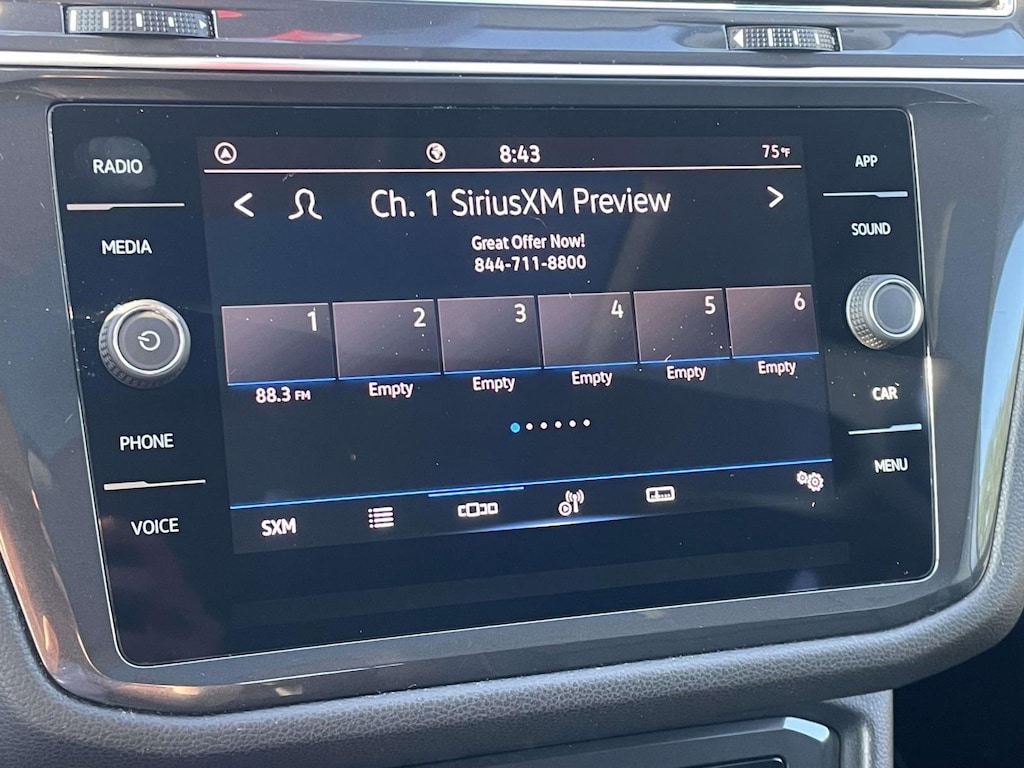 RADIO
MEDIA
PHONE
VOICE
8:43
75°F
Ch. 1 SiriusXM Preview
Great Offer Now!
844-711-8800
1 2 3 4 5 6
88.3 FM Empty Empty Empty Empty Empty
SXM
APP
SOUND
CAR
MENU